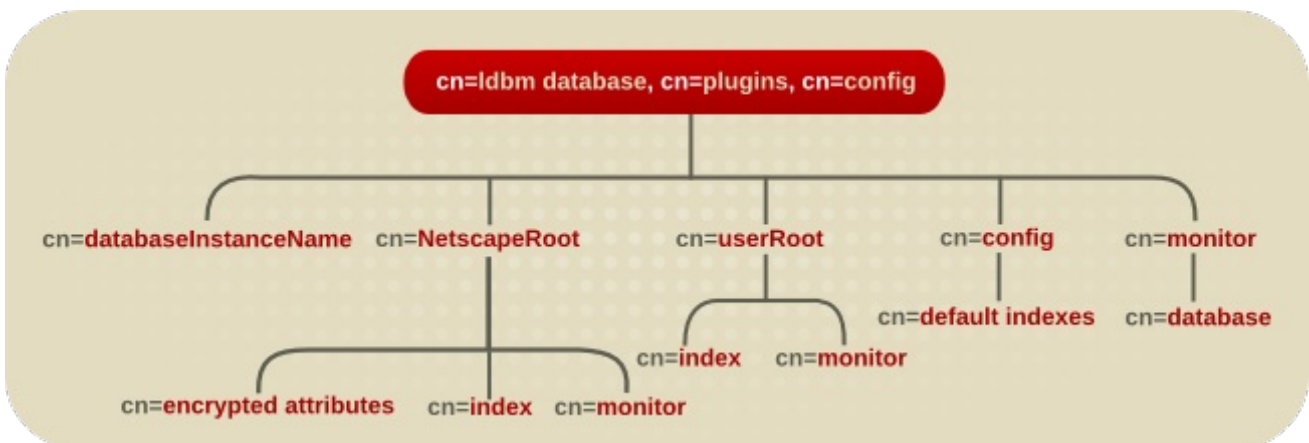 cn=ldbm database, cn=plugins, cn=config
cn=databaseInstanceName
cn=NetscapeRoot
cn=userRoot
cn=config
cn=monitor
cn=default indexes
cn=database
cn=index
cn=monitor
cn=encrypted attributes
cn=index
cn=monitor